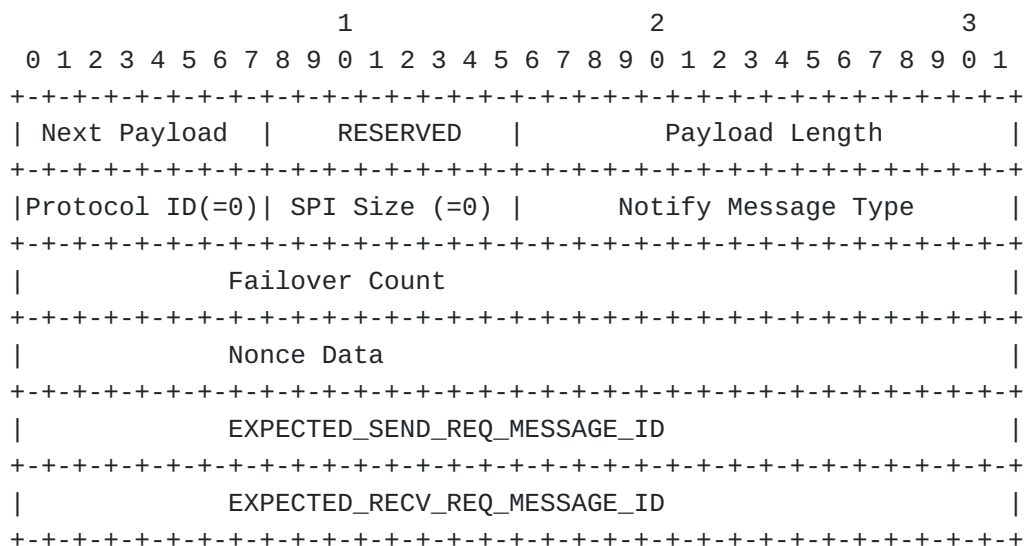 1                   2                   3
 0 1 2 3 4 5 6 7 8 9 0 1 2 3 4 5 6 7 8 9 0 1 2 3 4 5 6 7 8 9 0 1
+-+-+-+-+-+-+-+-+-+-+-+-+-+-+-+-+-+-+-+-+-+-+-+-+-+-+-+-+-+-+-+-+
| Next Payload  |    RESERVED   |         Payload Length        |
+-+-+-+-+-+-+-+-+-+-+-+-+-+-+-+-+-+-+-+-+-+-+-+-+-+-+-+-+-+-+-+-+
|Protocol ID(=0)| SPI Size (=0) |      Notify Message Type      |
+-+-+-+-+-+-+-+-+-+-+-+-+-+-+-+-+-+-+-+-+-+-+-+-+-+-+-+-+-+-+-+-+
|             Failover Count                                    |
+-+-+-+-+-+-+-+-+-+-+-+-+-+-+-+-+-+-+-+-+-+-+-+-+-+-+-+-+-+-+-+-+
|             Nonce Data                                        |
+-+-+-+-+-+-+-+-+-+-+-+-+-+-+-+-+-+-+-+-+-+-+-+-+-+-+-+-+-+-+-+-+
|             EXPECTED_SEND_REQ_MESSAGE_ID                      |
+-+-+-+-+-+-+-+-+-+-+-+-+-+-+-+-+-+-+-+-+-+-+-+-+-+-+-+-+-+-+-+-+
|             EXPECTED_RECV_REQ_MESSAGE_ID                      |
+-+-+-+-+-+-+-+-+-+-+-+-+-+-+-+-+-+-+-+-+-+-+-+-+-+-+-+-+-+-+-+-+